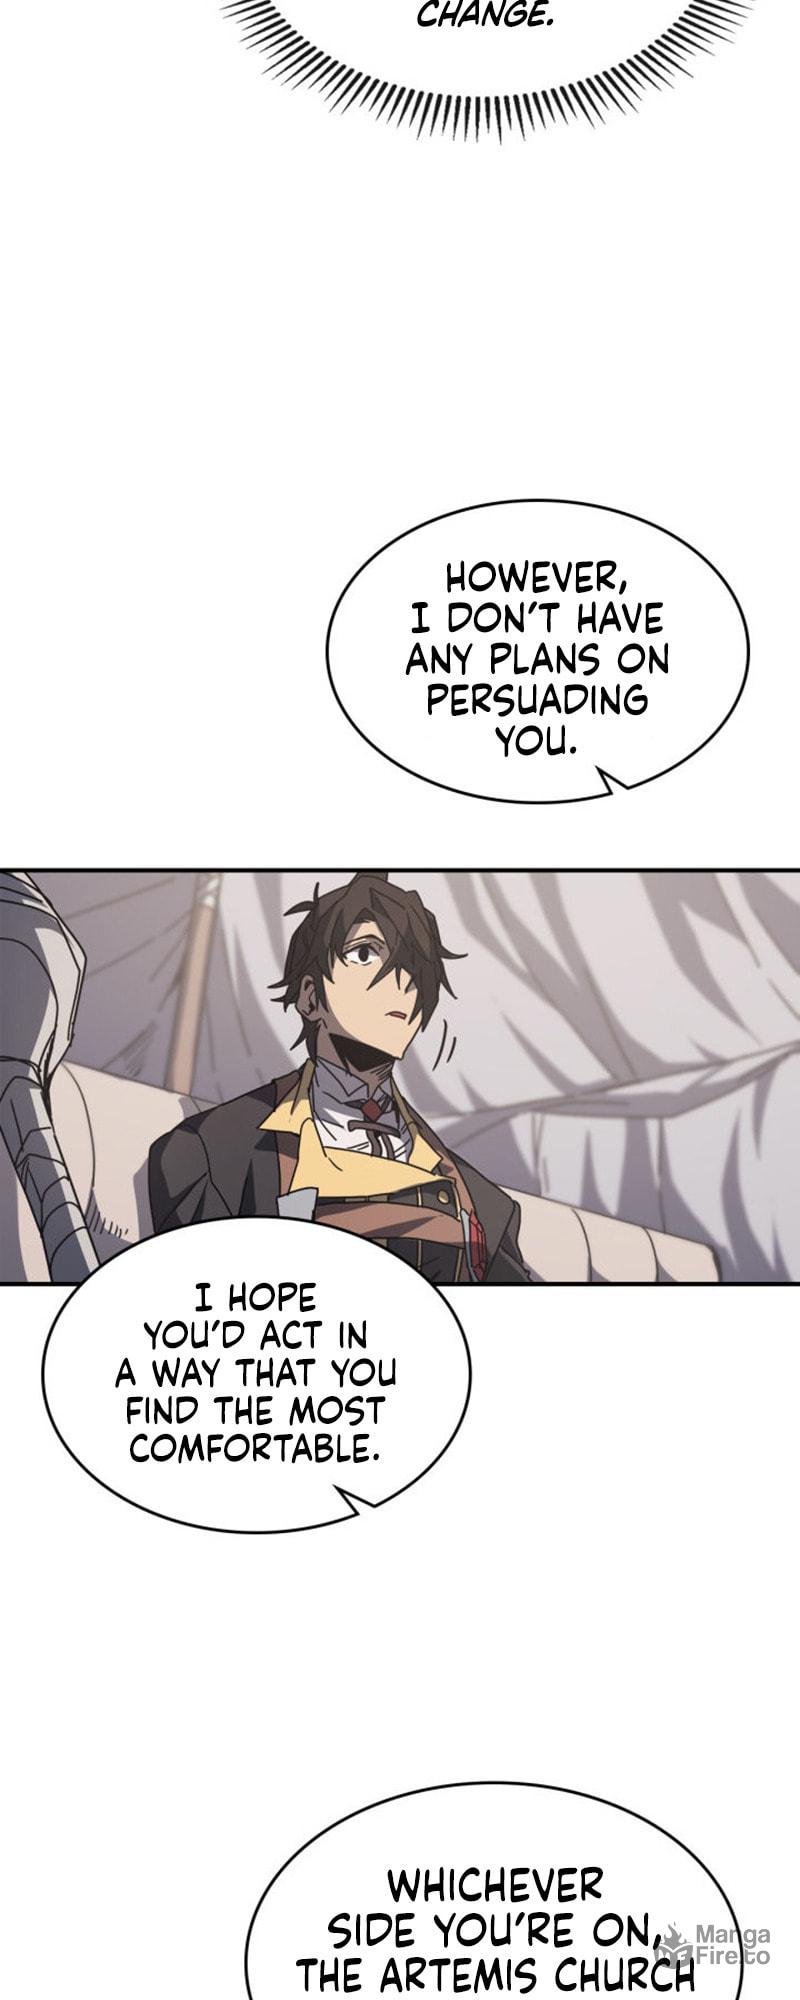 CHANGE.
HOWEVER,
I DON'T HAVE
ANY PLANS ON
PERSUADING
YOU.
I HOPE
YOU'D ACT IN
A WAY THAT YOU
FIND THE MOST
COMFORTABLE.
WHICHEVER
SIDE YOU'RE ON,
THE ARTEMIS CHURCH
Manga
Fire.to